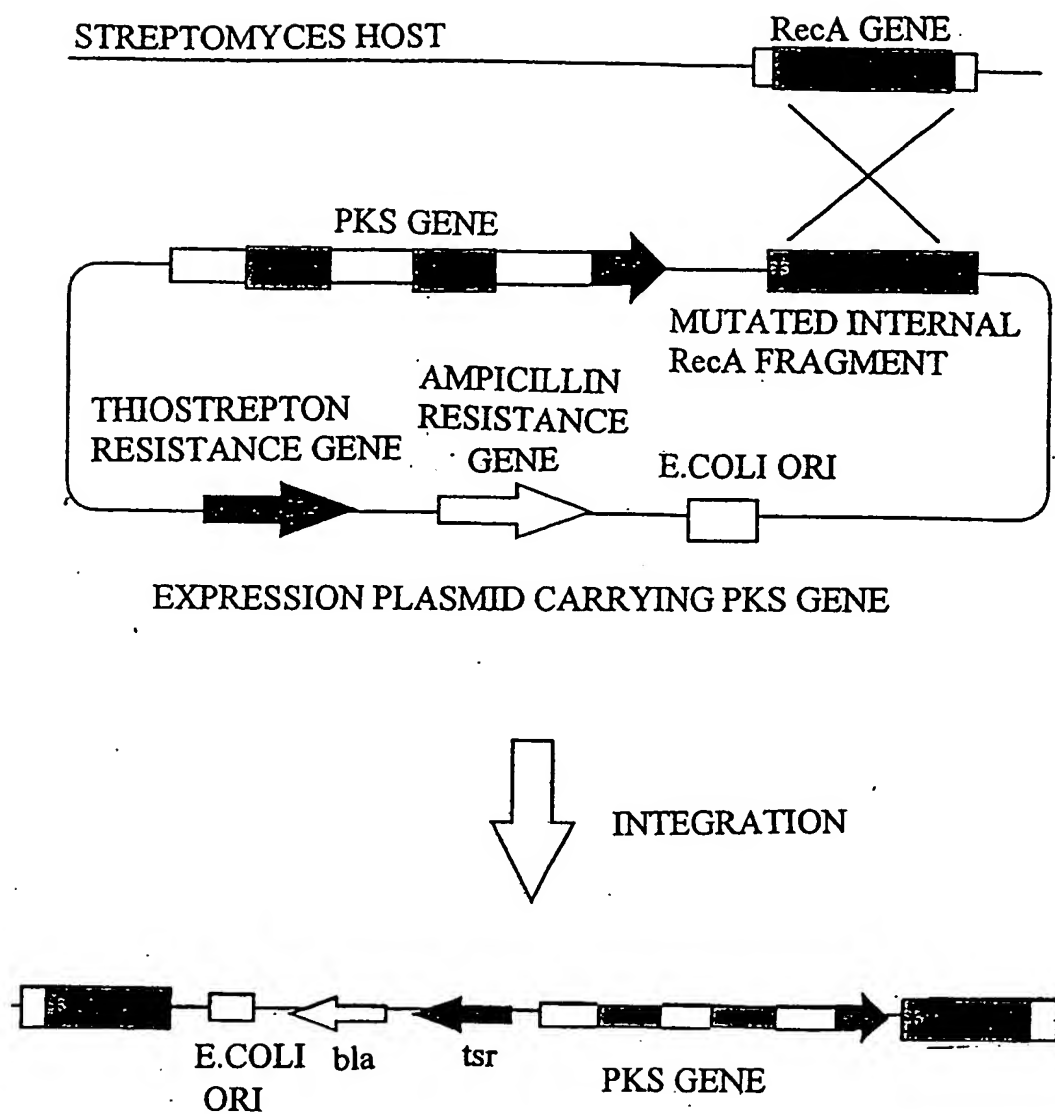 STREPTOMYCES HOST
RecA GENE
PKS GENE
MUTATED INTERNAL
RecA FRAGMENT
THIOSTREPTON
RESISTANCE GENE
AMPICILLIN
RESISTANCE
GENE
E.COLI ORI
EXPRESSION PLASMID CARRYING PKS GENE
INTEGRATION
E.COLI
ORI
bla
tsr
PKS GENE